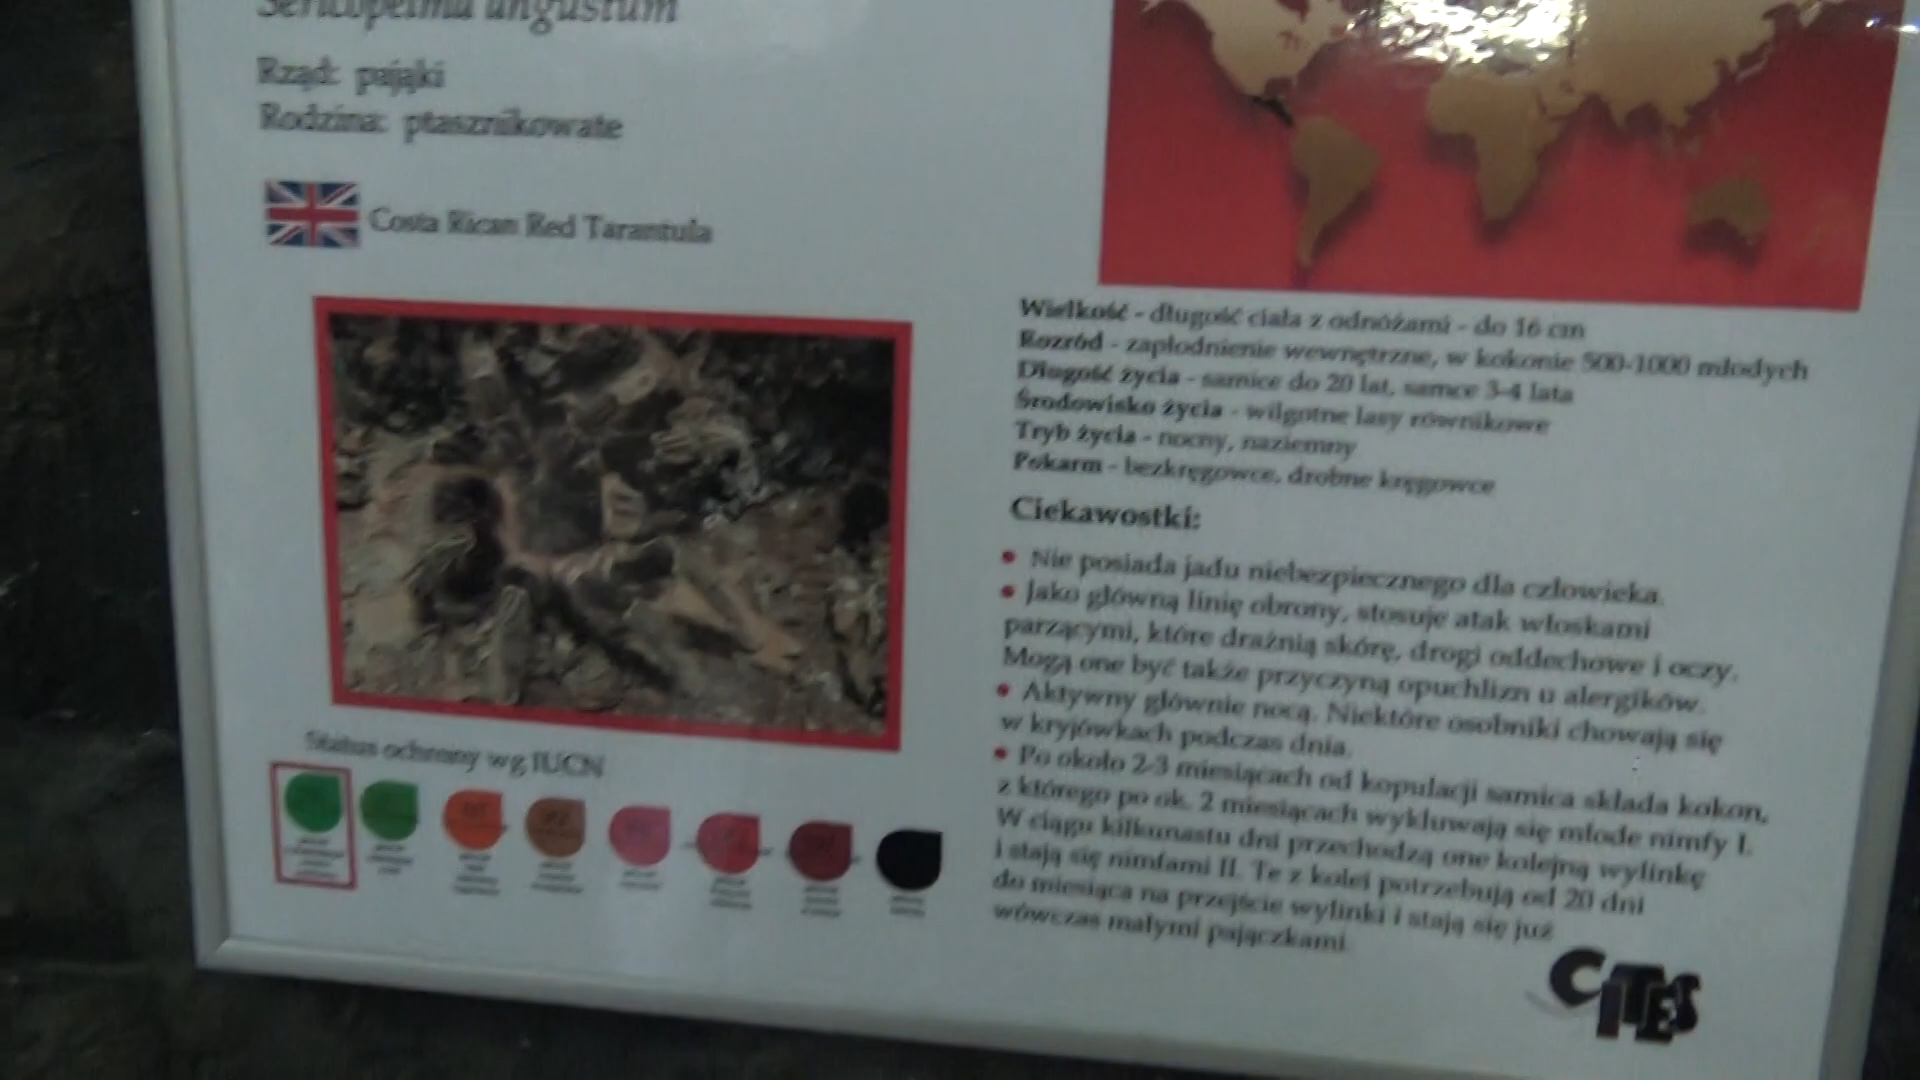 Sericopelma angustum
Rząd: pająki
Rodzina: ptasznikowate
Costa Rican Red Tarantula
Wielkość - długość ciała z odnóżami - do 16 cm
Rozród - zapłodnienie wewnętrzne, w kokonie 500-1000 młodych
Długość życia - samice do 20 lat, samce 3-4 lata
Środowisko życia - wilgotne lasy równikowe
Tryb życia - nocny, naziemny
Pokarm - bezkręgowce, drobne kręgowce
Ciekawostki:
• Nie posiada jadu niebezpiecznego dla człowieka.
• Jako główną linię obrony, stosuje atak włoskami
parzącymi, które drażnią skórę, drogi oddechowe i oczy.
Mogą one być także przyczyną opuchlizn u alergików.
• Aktywny głównie nocą. Niektóre osobniki chowają się
w kryjówkach podczas dnia.
• Po około 2-3 miesiącach od kopulacji samica składa kokon,
z którego po ok. 2 miesiącach wykluwają się młode nimfy I.
W ciągu kilkunastu dni przechodzą one kolejną wylinkę
i stają się nimfami II. Te z kolei potrzebują od 20 dni
do miesiąca na przejście wylinki i stają się już
wówczas małymi pajączkami.
Status ochrony wg IUCN
CITES